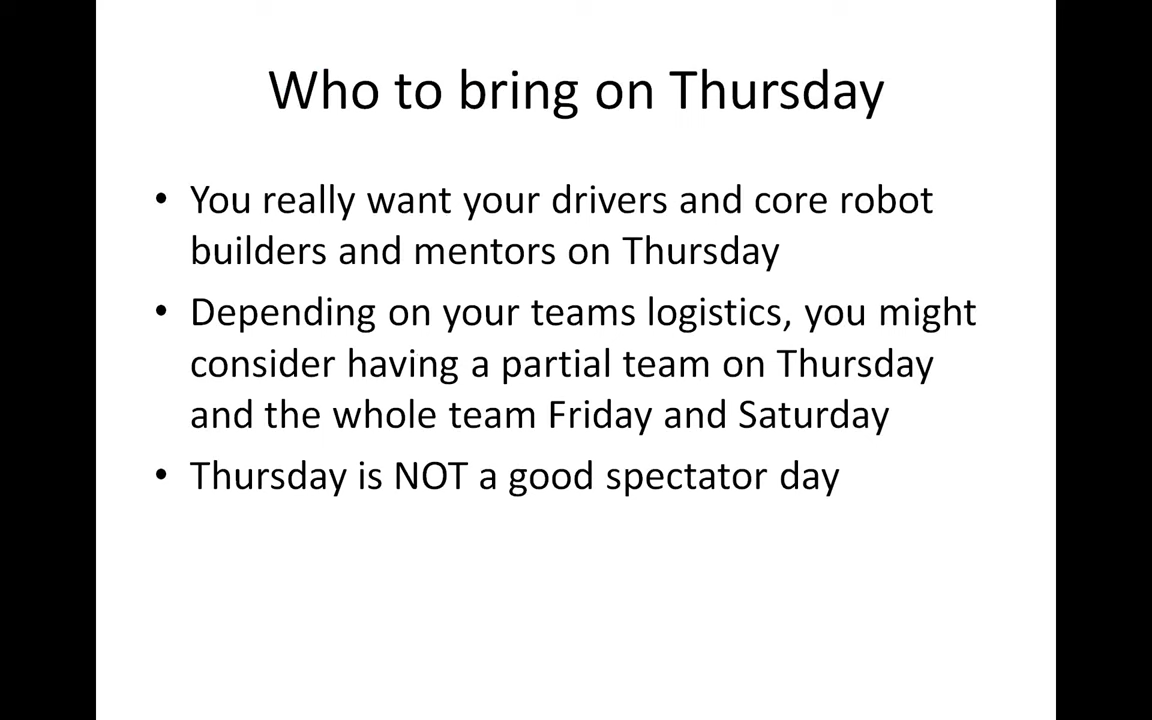 Who to bring on Thursday
• You really want your drivers and core robot
builders and mentors on Thursday
• Depending on your teams logistics, you might
consider having a partial team on Thursday
and the whole team Friday and Saturday
• Thursday is NOT a good spectator day